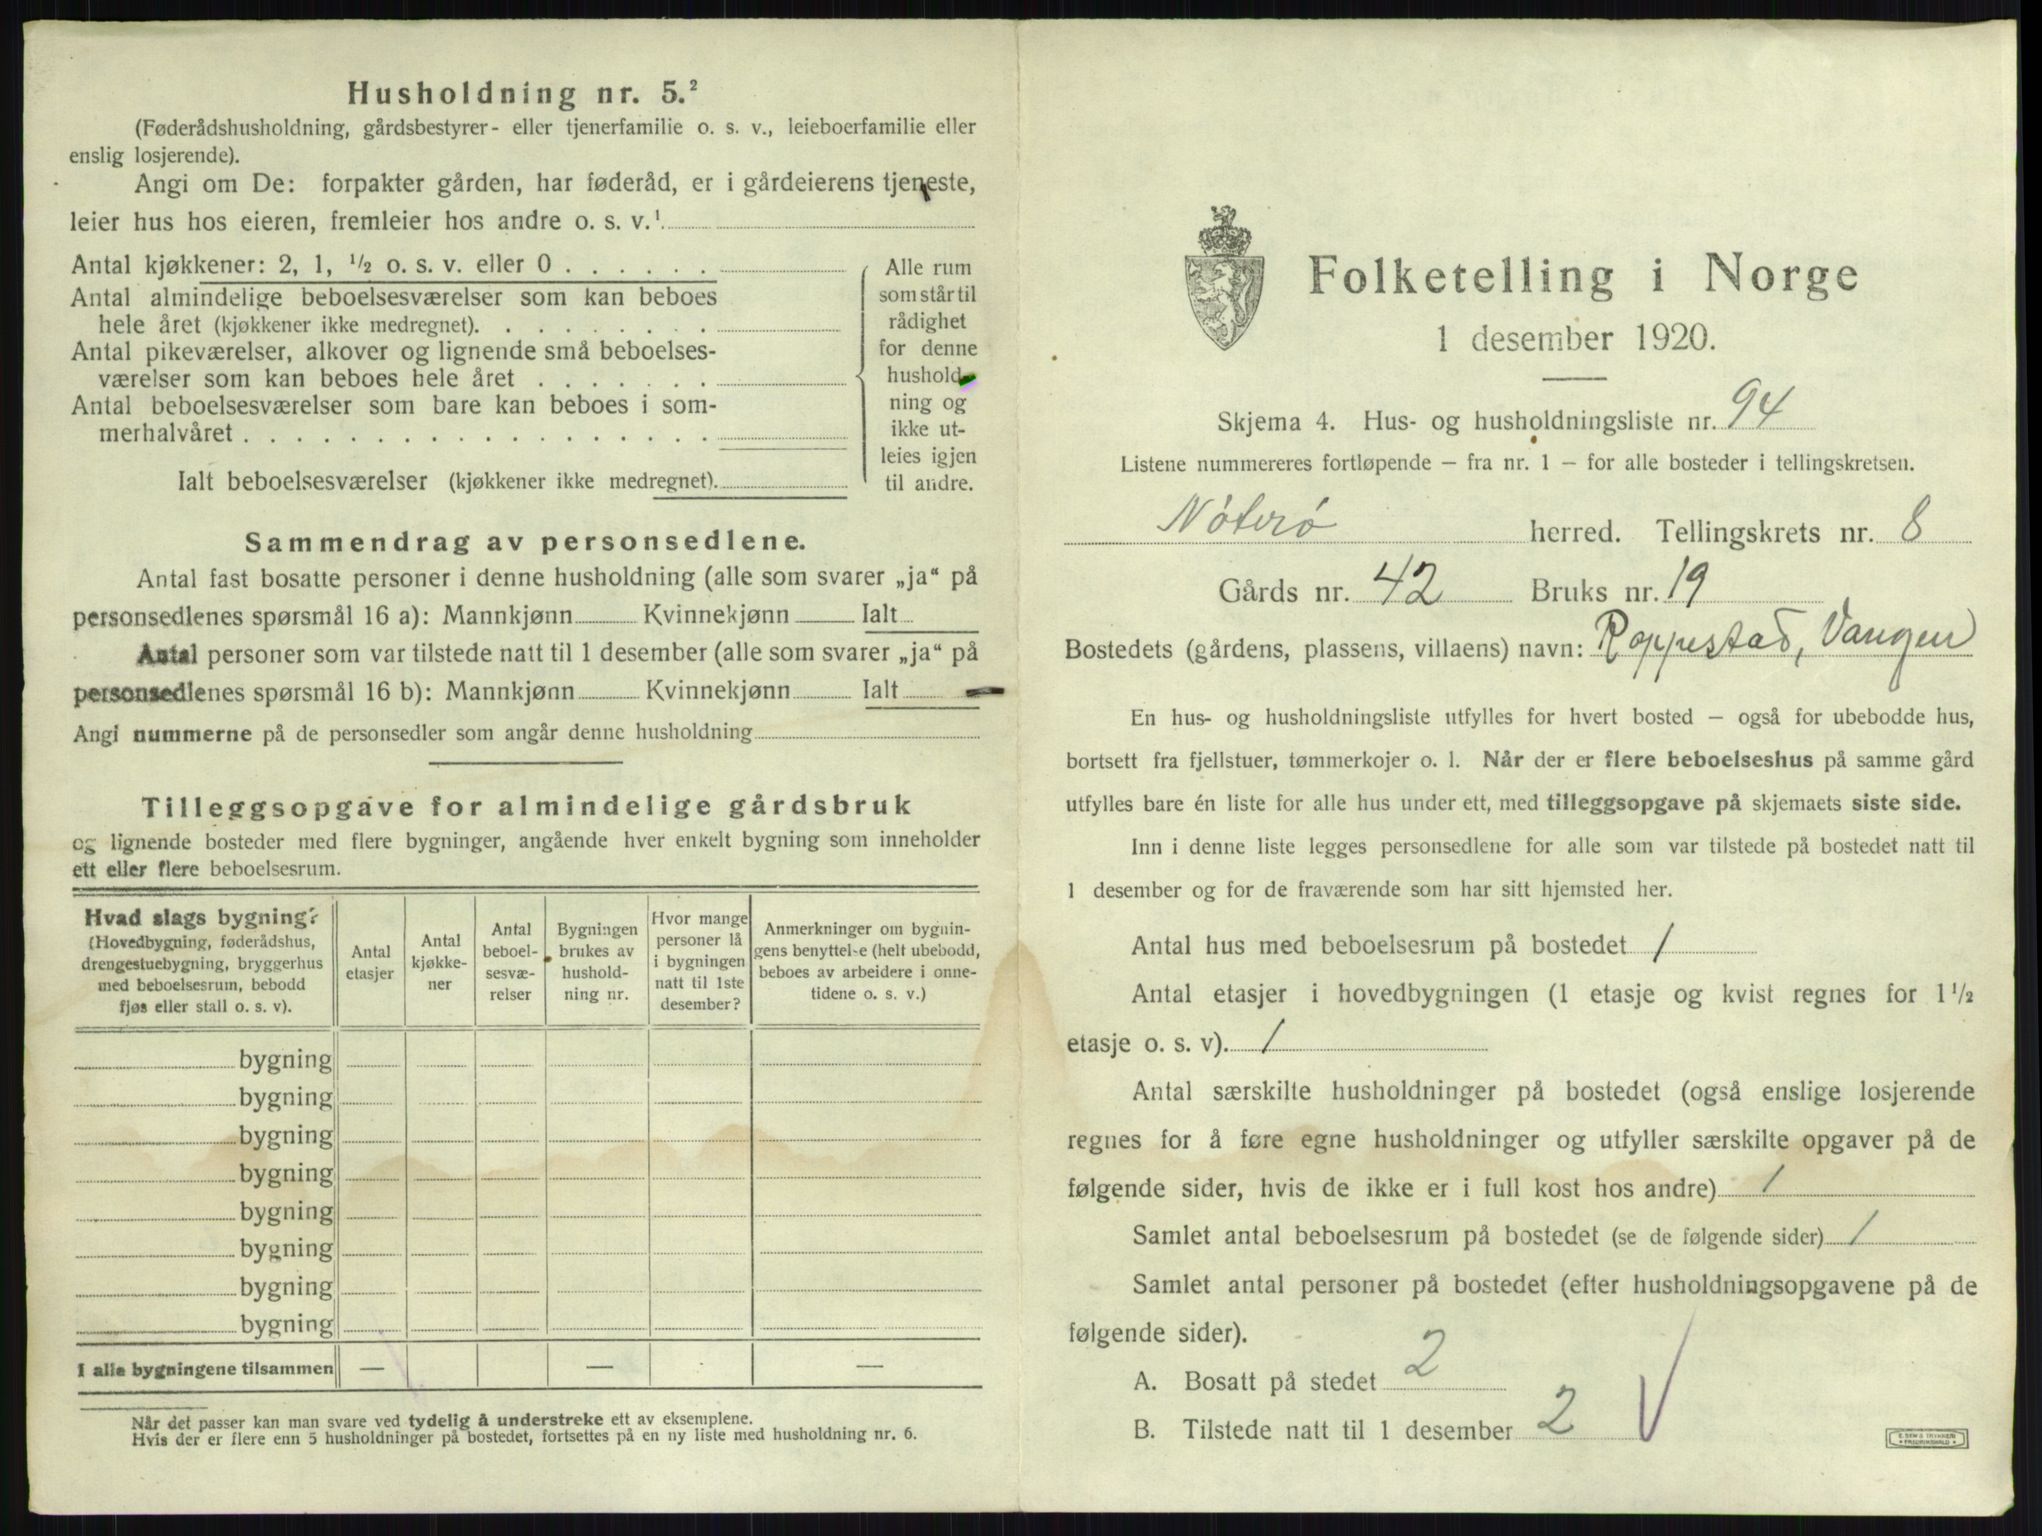 Husholdning nr. 5.²
(Føderådshusholdning, gårdsbestyrer- eller tjenerfamilie o. s. v., leieboerfamilie eller
enslig losjerende).
Angi om De: forpakter gården, har føderåd, er i gårdeierens tjeneste,
leier hus hos eieren, fremleier hos andre o. s. v.¹
Antal kjøkkener: 2, 1, ½ o. s. v. eller 0 . . . . . .
Antal almindelige beboelsesværelser som kan beboes
hele året (kjøkkener ikke medregnet). . . . . . . . .
Antal pikeværelser, alkover og lignende små beboelses-
værelser som kan beboes hele året . . . . . . .
Antal beboelsesværelser som bare kan beboes i som-
merhalvåret . . . . . . . . . . . . . . . . . .
Ialt beboelsesværelser (kjøkkener ikke medregnet).
Alle rum
som står til
rådighet
for denne
hushold-
ning og
ikke ut-
leies igjen
til andre.
Sammendrag av personsedlene.
Antal fast bosatte personer i denne husholdning (alle som svarer „ja“ på
personsedlenes spørsmål 16 a): Mannkjønn Kvinnekjønn Ialt
Antal personer som var tilstede natt til 1 desember (alle som svarer „ja“ på
personsedlenes spørsmål 16 b): Mannkjønn Kvinnekjønn Ialt
Angi nummerne på de personsedler som angår denne husholdning
Tilleggsopgave for almindelige gårdsbruk
og lignende bosteder med flere bygninger, angående hver enkelt bygning som inneholder
ett eller flere beboelsesrum.
Hvad slags bygning?
(Hovedbygning, føderådshus,
drengestuebygning, bryggerhus
med beboelsesrum, bebodd
fjøs eller stall o. s. v).
Antal
etasjer
Antal
kjøkke-
ner
Antal
beboel-
sesvæ-
relser
Bygningen
brukes av
hushold-
ning nr.
Hvor mange
personer lå
i bygningen
natt til 1ste
desember?
Anmerkninger om bygnin-
gens benyttelse (helt ubebodd,
beboes av arbeidere i onne-
tidene o. s. v.)
bygning
bygning
bygning
bygning
bygning
bygning
bygning
bygning
I alle bygningene tilsammen — — —
Når det passer kan man svare ved tydelig å understreke ett av eksemplene.
Hvis der er flere enn 5 husholdninger på bostedet, fortsettes på en ny liste med husholdning nr. 6.
Folketelling i Norge
1 desember 1920.
Skjema 4. Hus- og husholdningsliste nr. 94
Listene nummereres fortløpende — fra nr. 1 — for alle bosteder i tellingskretsen.
Nøterø herred. Tellingskrets nr. 8
Gårds nr. 42 Bruks nr. 19
Bostedets (gårdens, plassens, villaens) navn: Roppestad, Vangen
En hus- og husholdningsliste utfylles for hvert bosted — også for ubebodde hus,
bortsett fra fjellstuer, tømmerkojer o. l. Når der er flere beboelseshus på samme gård
utfylles bare én liste for alle hus under ett, med tilleggsopgave på skjemaets siste side.
Inn i denne liste legges personsedlene for alle som var tilstede på bostedet natt til
1 desember og for de fraværende som har sitt hjemsted her.
Antal hus med beboelsesrum på bostedet 1
Antal etasjer i hovedbygningen (1 etasje og kvist regnes for 1 ½
etasje o. s. v). 1
Antal særskilte husholdninger på bostedet (også enslige losjerende
regnes for å føre egne husholdninger og utfyller særskilte opgaver på de
følgende sider, hvis de ikke er i full kost hos andre) 1
Samlet antal beboelsesrum på bostedet (se de følgende sider) 1
Samlet antal personer på bostedet (efter husholdningsopgavene på de
følgende sider).
A. Bosatt på stedet 2
B. Tilstede natt til 1 desember 2